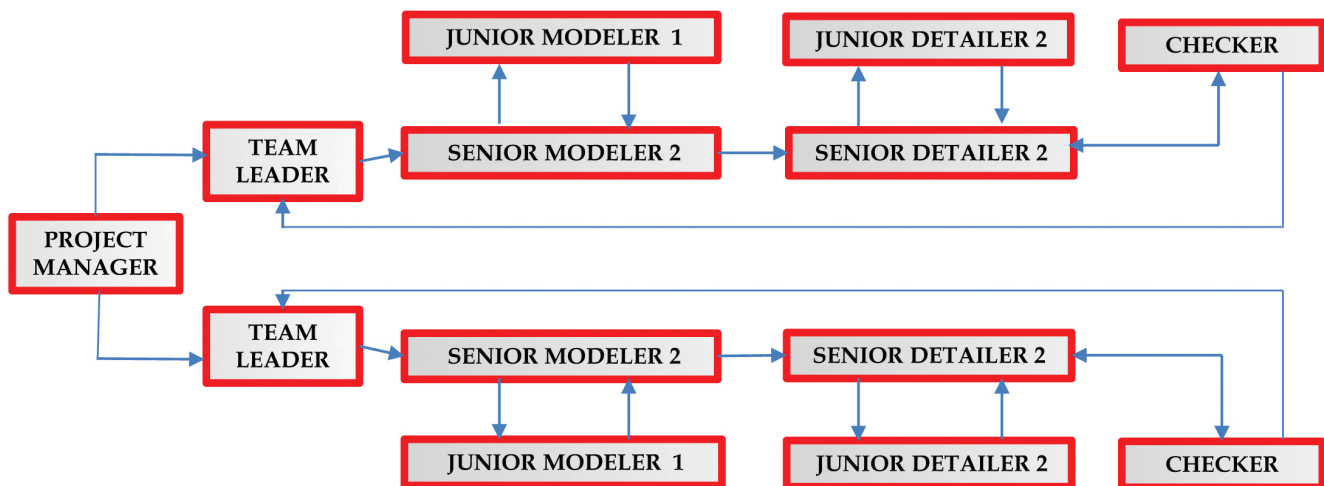 JUNIOR MODELER 1
JUNIOR DETAILER 2
CHECKER
TEAM
LEADER
SENIOR MODELER 2
SENIOR DETAILER 2
PROJECT
MANAGER
TEAM
LEADER
SENIOR MODELER 2
SENIOR DETAILER 2
JUNIOR MODELER 1
JUNIOR DETAILER 2
CHECKER